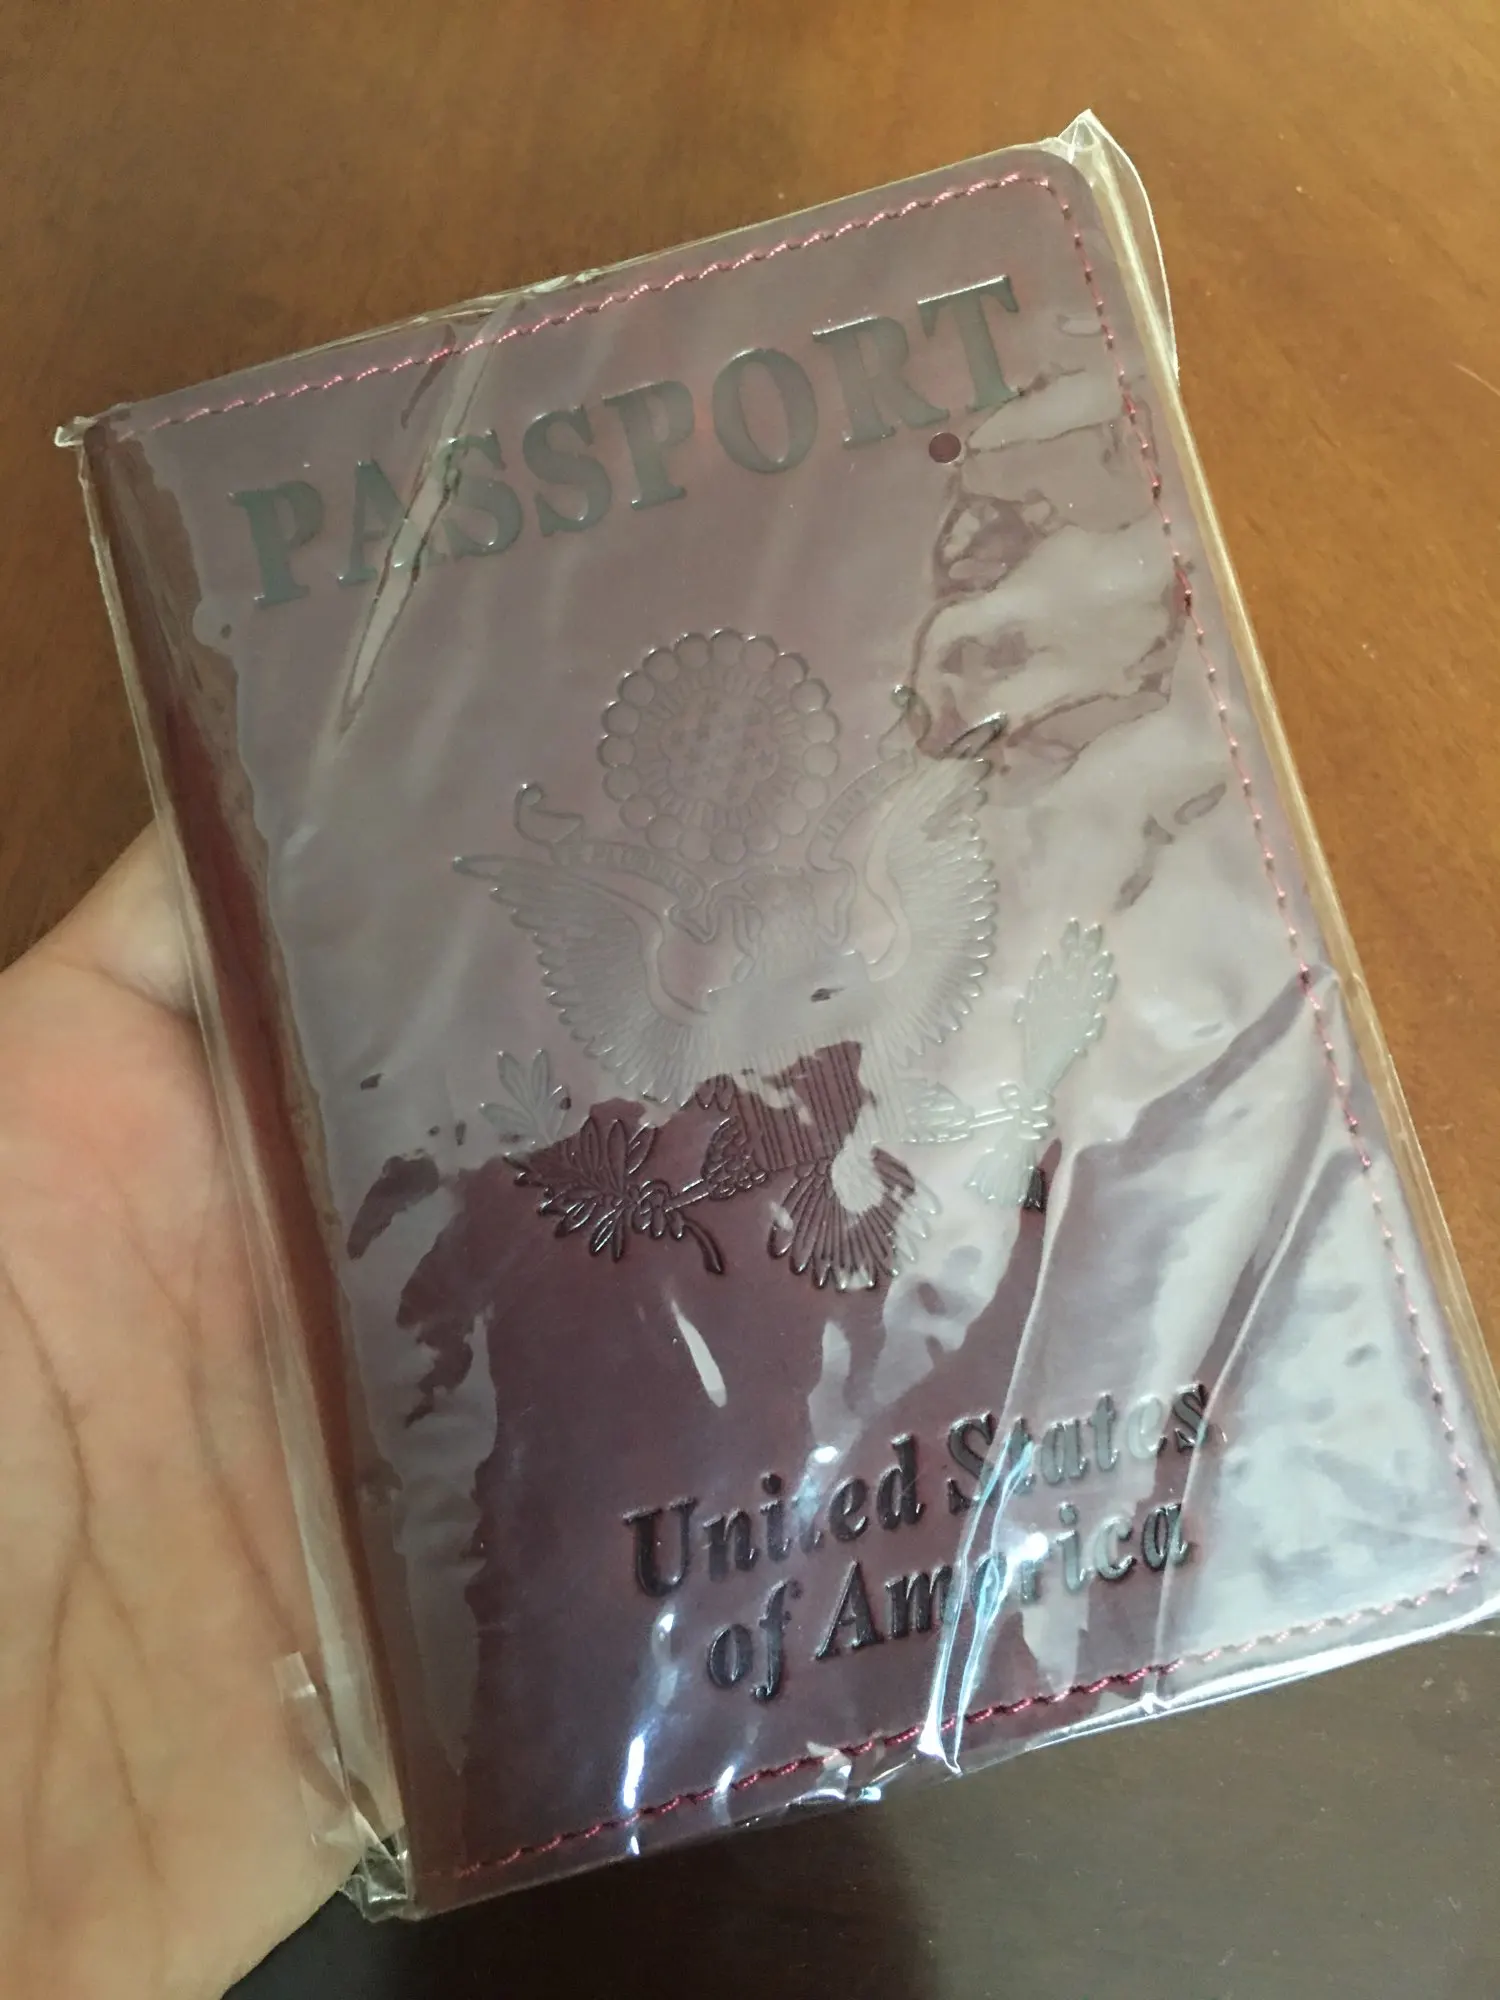 PASSPORT
United States
of America